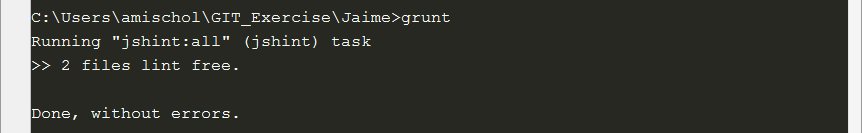 C:\Users\amischol\GIT_Exercise\Jaime>grunt
Running "jshint:all" (jshint) task
>> 2 files lint free.
Done, without errors.